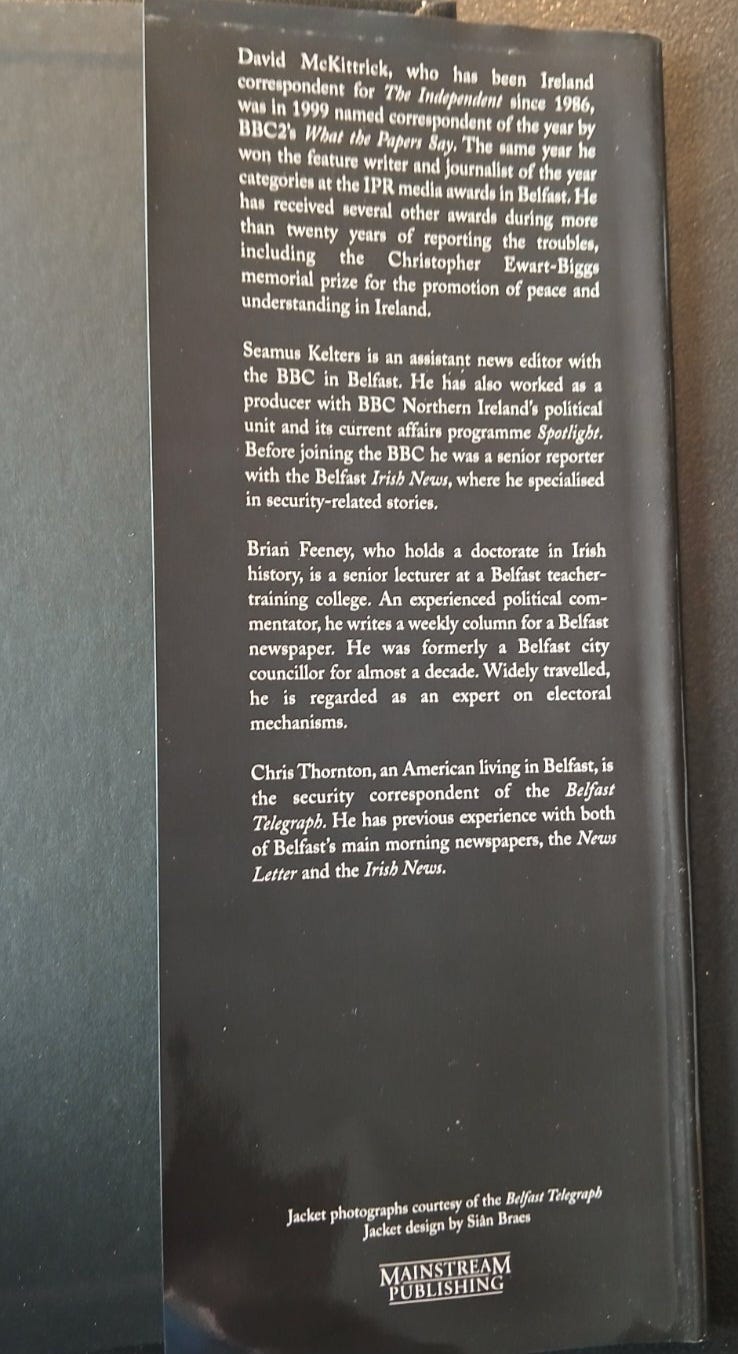 David McKittrick, who has been Ireland
correspondent for The Independent since 1986,
was in 1999 named correspondent of the year by
BBC2's What the Papers Say. The same year he
won the feature writer and journalist of the year
categories at the IPR media awards in Belfast. He
has received several other awards during more
than twenty years of reporting the troubles,
including the Christopher Ewart-Biggs
memorial prize for the promotion of peace and
understanding in Ireland.
Seamus Kelters is an assistant news editor with
the BBC in Belfast. He has also worked as a
producer with BBC Northern Ireland's political
unit and its current affairs programme Spotlight.
Before joining the BBC he was a senior reporter
with the Belfast Irish News, where he specialised
in security-related stories.
Brian Feeney, who holds a doctorate in Irish
history, is a senior lecturer at a Belfast teacher-
training college. An experienced political com-
mentator, he writes a weekly column for a Belfast
newspaper. He was formerly a Belfast city
councillor for almost a decade. Widely travelled,
he is regarded as an expert on electoral
mechanisms.
Chris Thornton, an American living in Belfast, is
the security correspondent of the Belfast
Telegraph. He has previous experience with both
of Belfast's main morning newspapers, the News
Letter and the Irish News.
Jacket photographs courtesy of the Belfast Telegraph
Jacket design by Siân Braes
MAINSTREAM
PUBLISHING